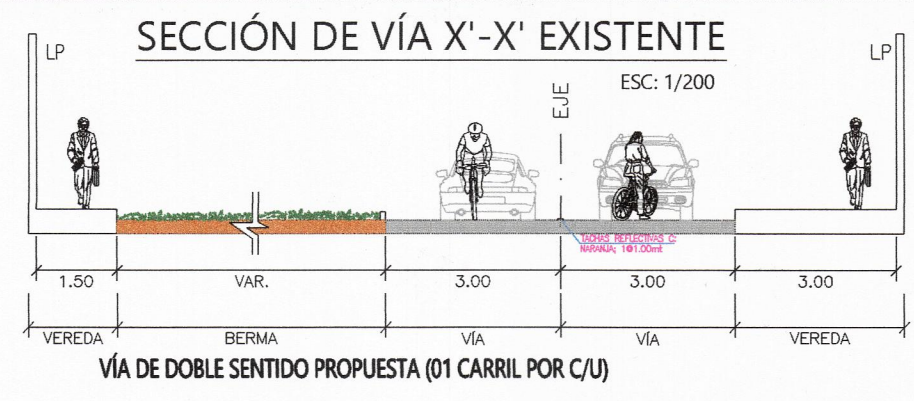 SECCIÓN DE VÍA X'-X' EXISTENTE
LP
LP
ESC: 1/200
EJE
TACHAS REFLECTIVAS C:
NARANJA; 1@1.00mt
1.50
VAR.
3.00
3.00
3.00
VEREDA
BERMA
VÍA
VÍA
VEREDA
VÍA DE DOBLE SENTIDO PROPUESTA (01 CARRIL POR C/U)